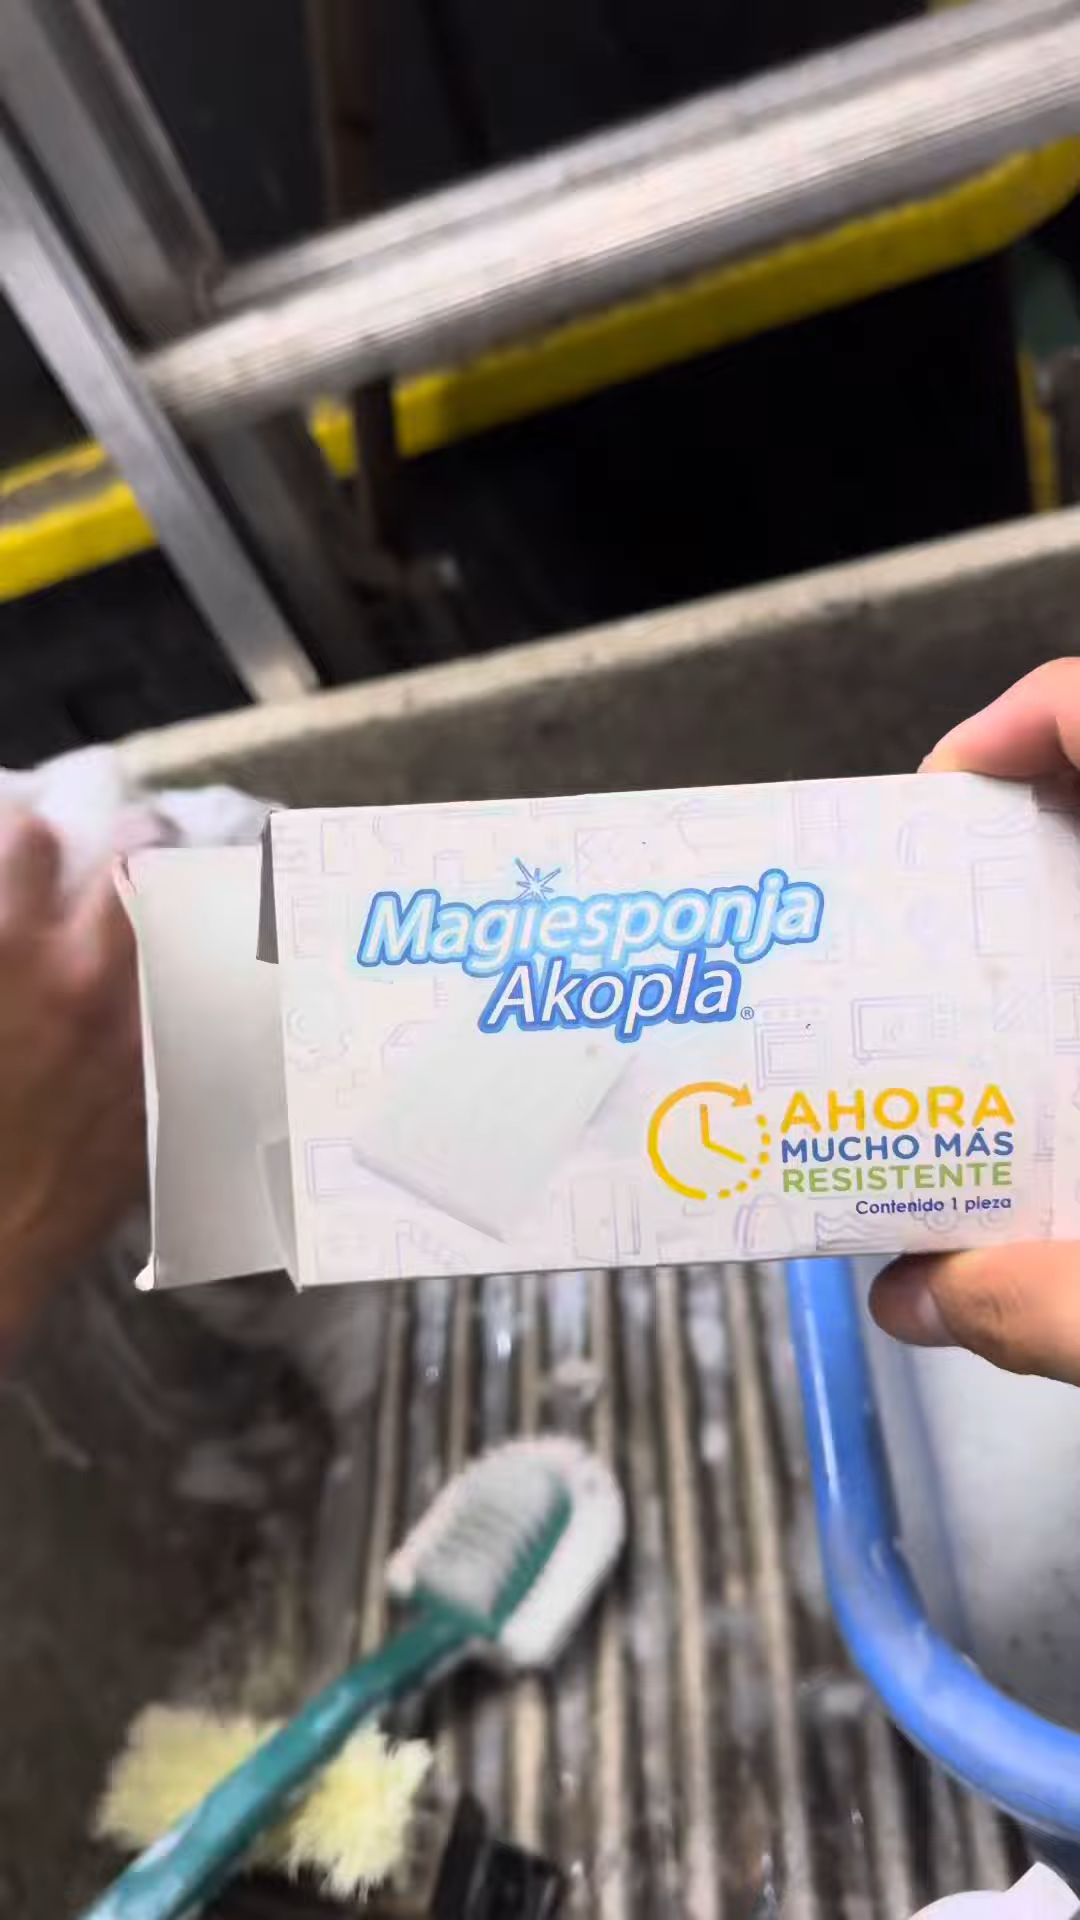 Magiesponja
Akopla®
AHORA
MUCHO MÁS
RESISTENTE
Contenido 1 pieza